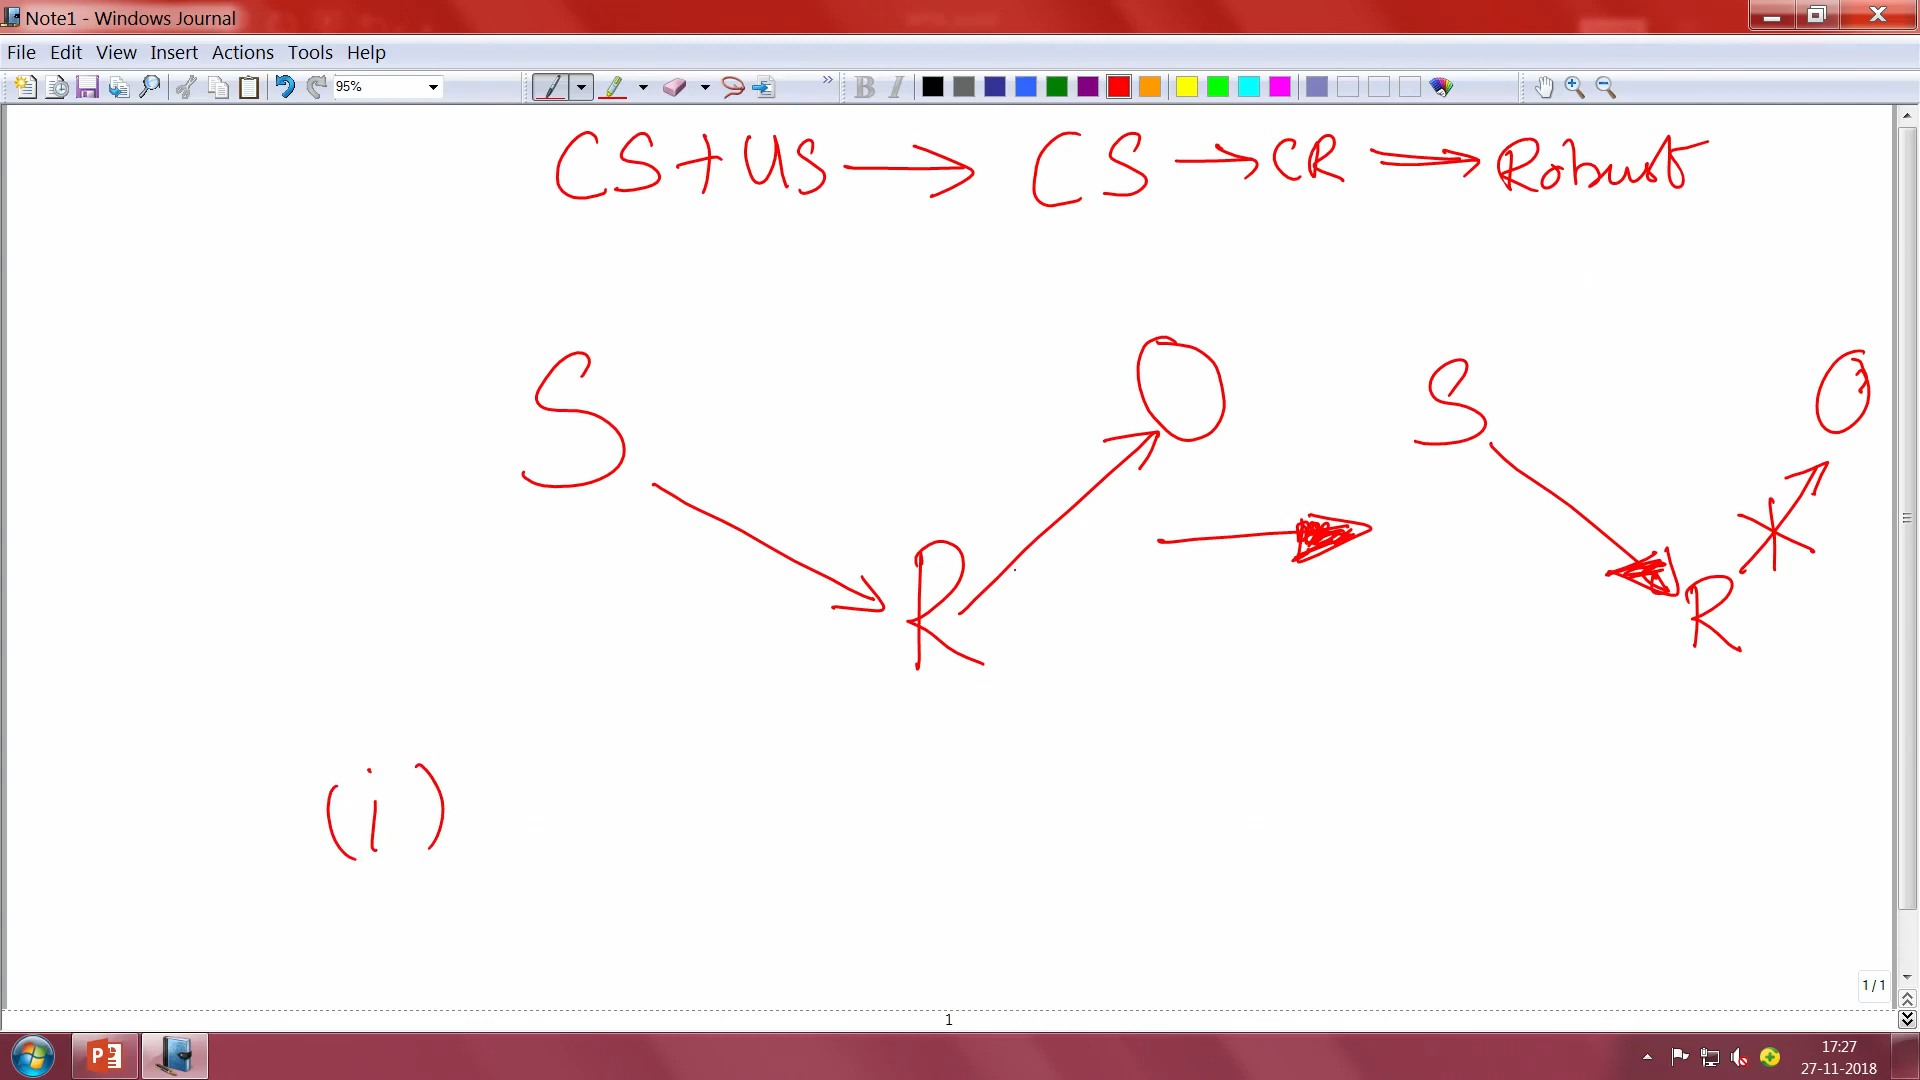 Note1 - Windows Journal
File Edit View Insert Actions Tools Help
95%
B I
CS + US → CS → CR ⇒ Robust
S O S O
R R
(i)
1 / 1
1
17:27
27-11-2018